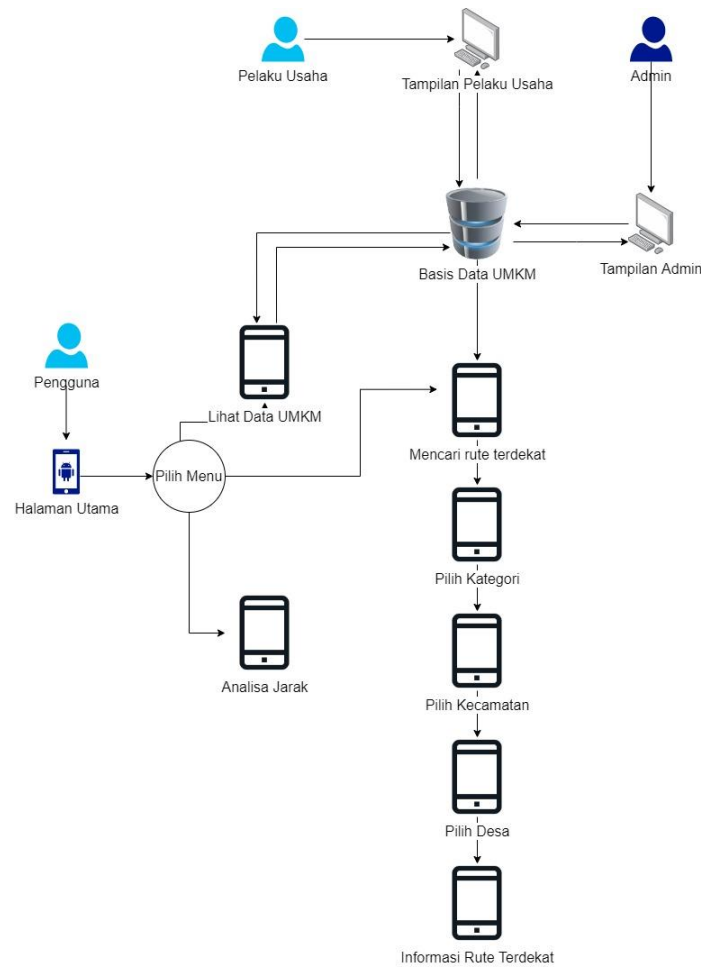 Pelaku Usaha
Tampilan Pelaku Usaha
Admin
Basis Data UMKM
Tampilan Admin
Pengguna
Lihat Data UMKM
Mencari rute terdekat
Pilih Menu
Halaman Utama
Pilih Kategori
Analisa Jarak
Pilih Kecamatan
Pilih Desa
Informasi Rute Terdekat